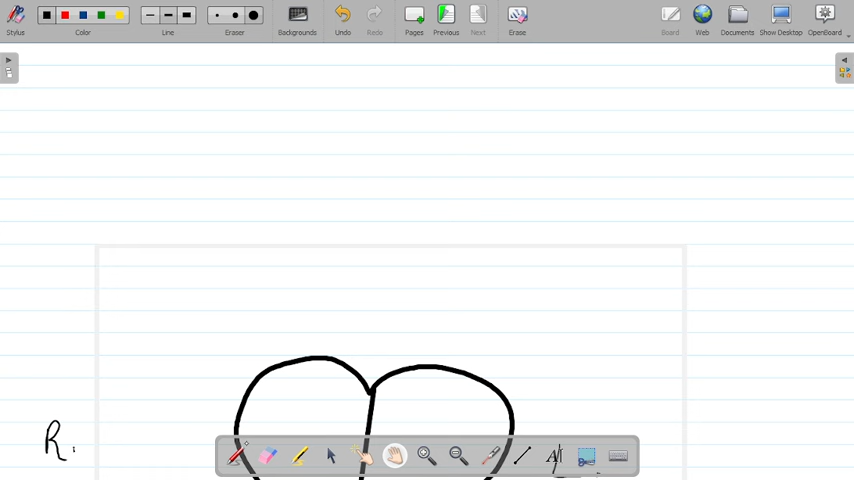 Stylus
Color
Line
Eraser
Backgrounds
Undo
Redo
Pages
Previous
Next
Erase
Board
Web
Documents
Show Desktop
OpenBoard
R.